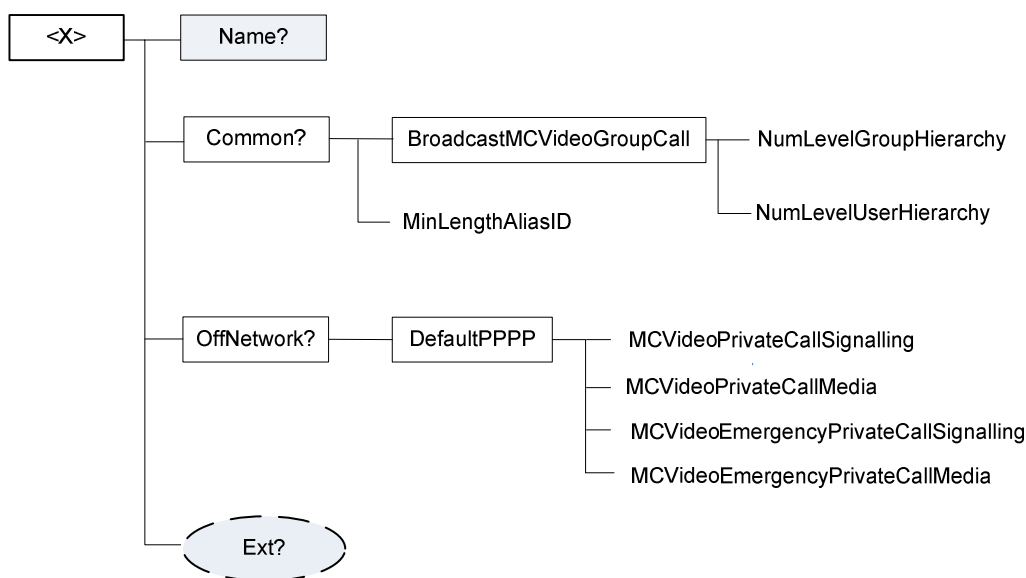 <X>
Name?
Common?
BroadcastMCVideoGroupCall
NumLevelGroupHierarchy
NumLevelUserHierarchy
MinLengthAliasID
OffNetwork?
DefaultPPPP
MCVideoPrivateCallSignalling
MCVideoPrivateCallMedia
MCVideoEmergencyPrivateCallSignalling
MCVideoEmergencyPrivateCallMedia
Ext?